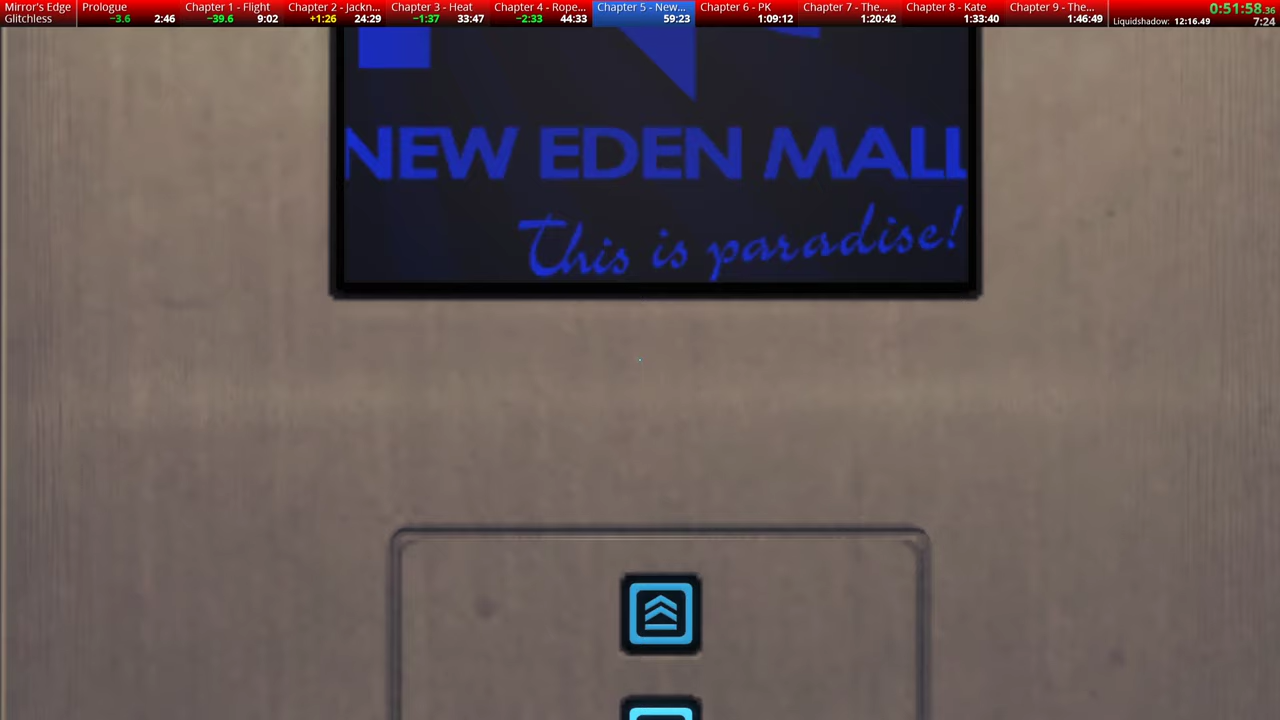 Mirror's Edge
Glitchless
Prologue
-3.6 2:46
Chapter 1 - Flight
-39.6 9:02
Chapter 2 - Jackn...
+1:26 24:29
Chapter 3 - Heat
-1:37 33:47
Chapter 4 - Rope...
-2:33 44:33
Chapter 5 - New...
59:23
Chapter 6 - PK
1:09:12
Chapter 7 - The...
1:20:42
Chapter 8 - Kate
1:33:40
Chapter 9 - The...
1:46:49
0:51:58.36
Liquidshadow: 12:16.49 7:24
NEW EDEN MALL
This is paradise!